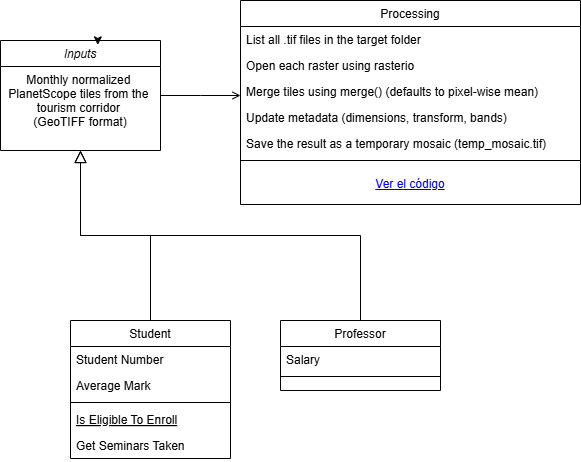 Processing
List all .tif files in the target folder
Open each raster using rasterio
Merge tiles using merge() (defaults to pixel-wise mean)
Update metadata (dimensions, transform, bands)
Save the result as a temporary mosaic (temp_mosaic.tif)
Ver el código
Inputs
Monthly normalized
PlanetScope tiles from the
tourism corridor
(GeoTIFF format)
Student
Student Number
Average Mark
Is Eligible To Enroll
Get Seminars Taken
Professor
Salary